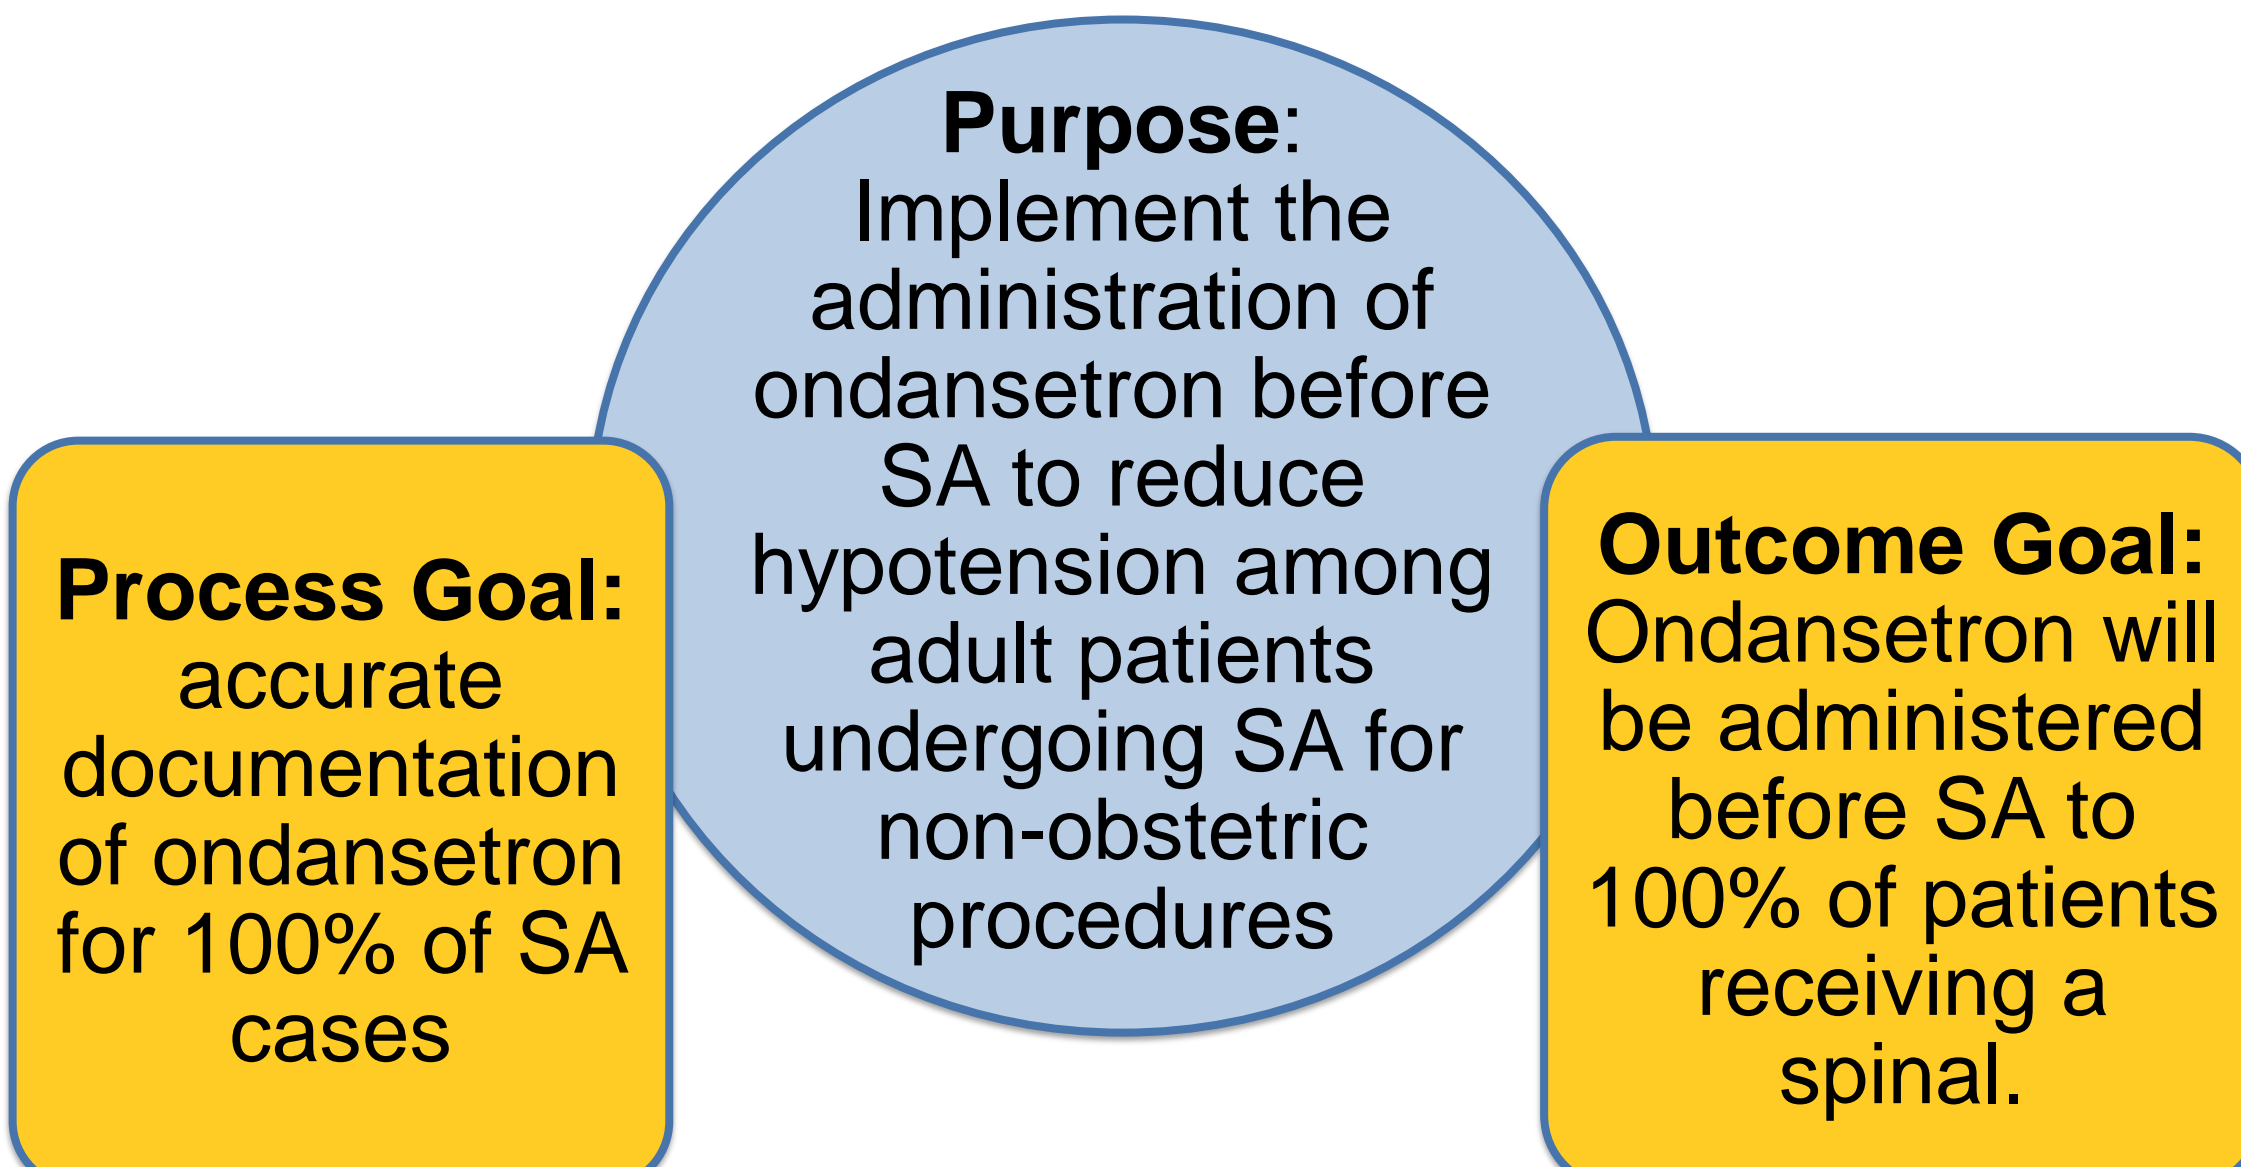 Purpose:
Implement the
administration of
ondansetron before
SA to reduce
hypotension among
adult patients
undergoing SA for
non-obstetric
procedures
Process Goal:
accurate
documentation
of ondansetron
for 100% of SA
cases
Outcome Goal:
Ondansetron will
be administered
before SA to
100% of patients
receiving a
spinal.